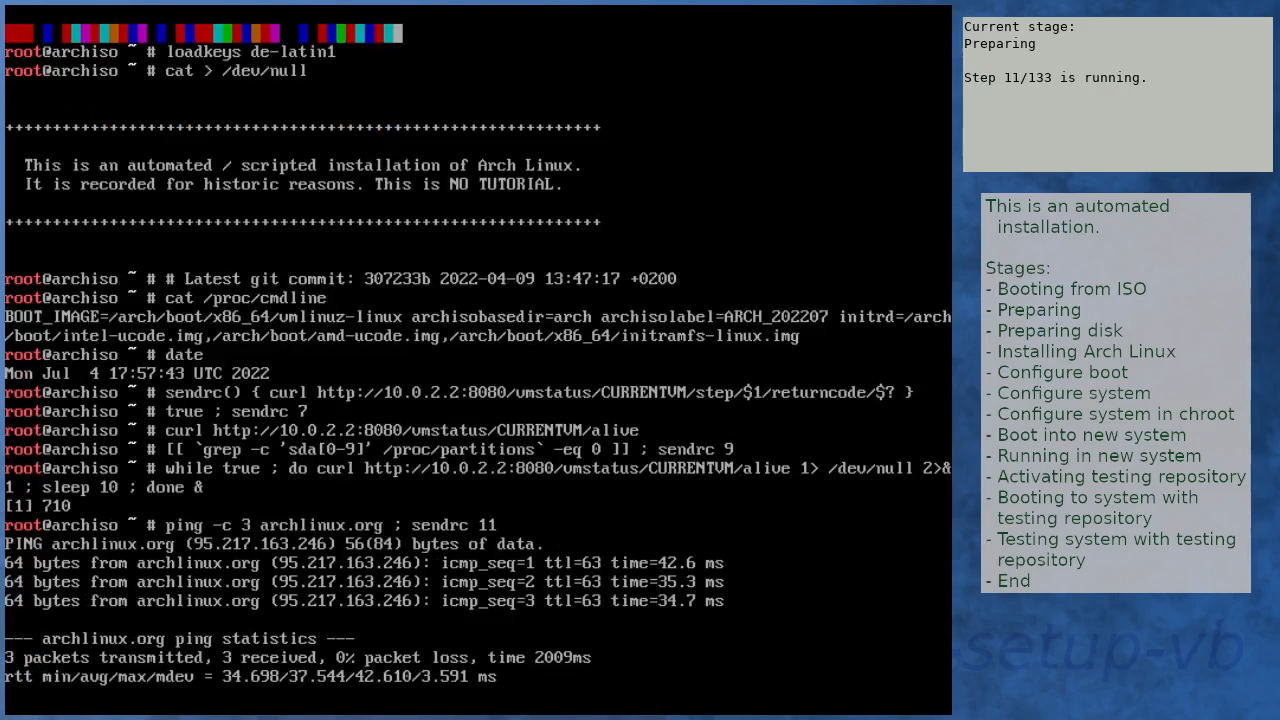 root@archiso ~ # loadkeys de-latin1
root@archiso ~ # cat > /dev/null
+++++++++++++++++++++++++++++++++++++++++++++++++++++++++++++++
This is an automated / scripted installation of Arch Linux.
It is recorded for historic reasons. This is NO TUTORIAL.
+++++++++++++++++++++++++++++++++++++++++++++++++++++++++++++++
root@archiso ~ # # Latest git commit: 307233b 2022-04-09 13:47:17 +0200
root@archiso ~ # cat /proc/cmdline
BOOT_IMAGE=/arch/boot/x86_64/vmlinuz-linux archisobasedir=arch archisolabel=ARCH_202207 initrd=/arch
/boot/intel-ucode.img,/arch/boot/amd-ucode.img,/arch/boot/x86_64/initramfs-linux.img
root@archiso ~ # date
Mon Jul  4 17:57:43 UTC 2022
root@archiso ~ # sendrc() { curl http://10.0.2.2:8080/vmstatus/CURRENTVM/step/$1/returncode/$? }
root@archiso ~ # true ; sendrc 7
root@archiso ~ # curl http://10.0.2.2:8080/vmstatus/CURRENTVM/alive
root@archiso ~ # [[ `grep -c 'sda[0-9]' /proc/partitions` -eq 0 ]] ; sendrc 9
root@archiso ~ # while true ; do curl http://10.0.2.2:8080/vmstatus/CURRENTVM/alive 1> /dev/null 2>&
1 ; sleep 10 ; done &
[1] 710
root@archiso ~ # ping -c 3 archlinux.org ; sendrc 11
PING archlinux.org (95.217.163.246) 56(84) bytes of data.
64 bytes from archlinux.org (95.217.163.246): icmp_seq=1 ttl=63 time=42.6 ms
64 bytes from archlinux.org (95.217.163.246): icmp_seq=2 ttl=63 time=35.3 ms
64 bytes from archlinux.org (95.217.163.246): icmp_seq=3 ttl=63 time=34.7 ms
--- archlinux.org ping statistics ---
3 packets transmitted, 3 received, 0% packet loss, time 2009ms
rtt min/avg/max/mdev = 34.698/37.544/42.610/3.591 ms
Current stage:
Preparing
Step 11/133 is running.
This is an automated
installation.
Stages:
- Booting from ISO
- Preparing
- Preparing disk
- Installing Arch Linux
- Configure boot
- Configure system
- Configure system in chroot
- Boot into new system
- Running in new system
- Activating testing repository
- Booting to system with
testing repository
- Testing system with testing
repository
- End
-setup-vb